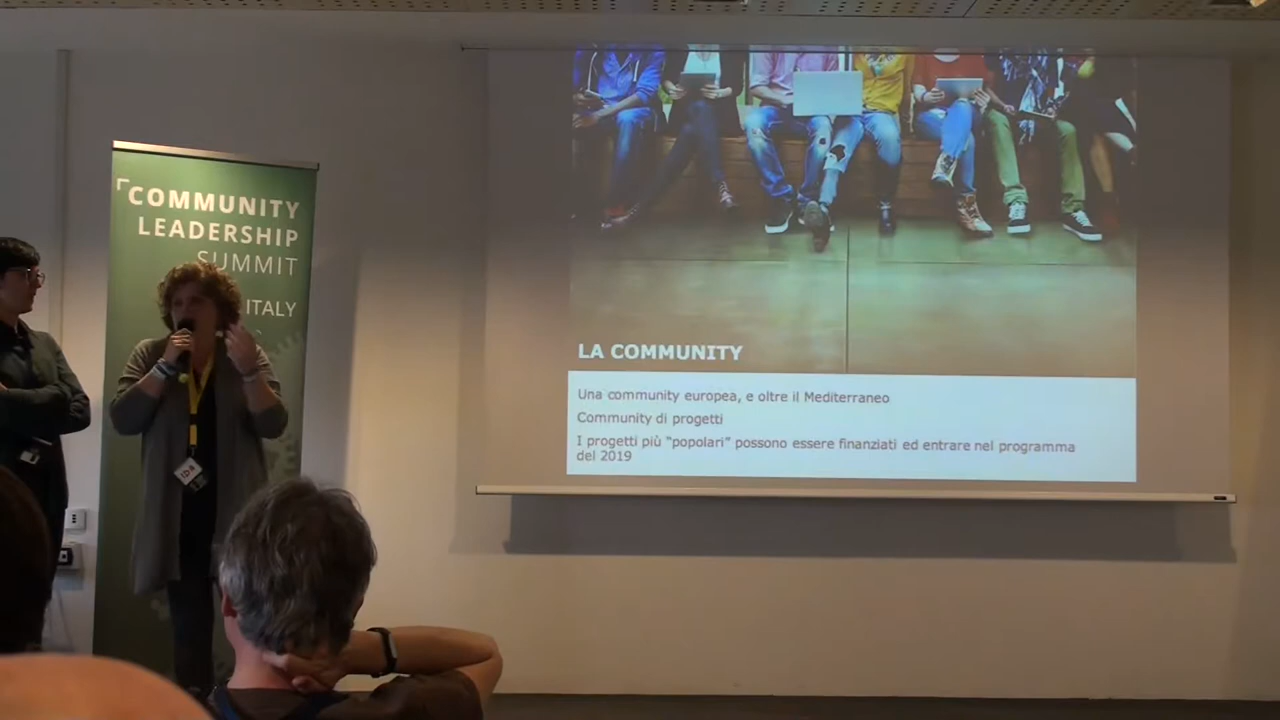 COMMUNITY
LEADERSHIP
SUMMIT
ITALY
LA COMMUNITY
Una community europea, e oltre il Mediterraneo
Community di progetti
I progetti più “popolari” possono essere finanziati ed entrare nel programma
del 2019